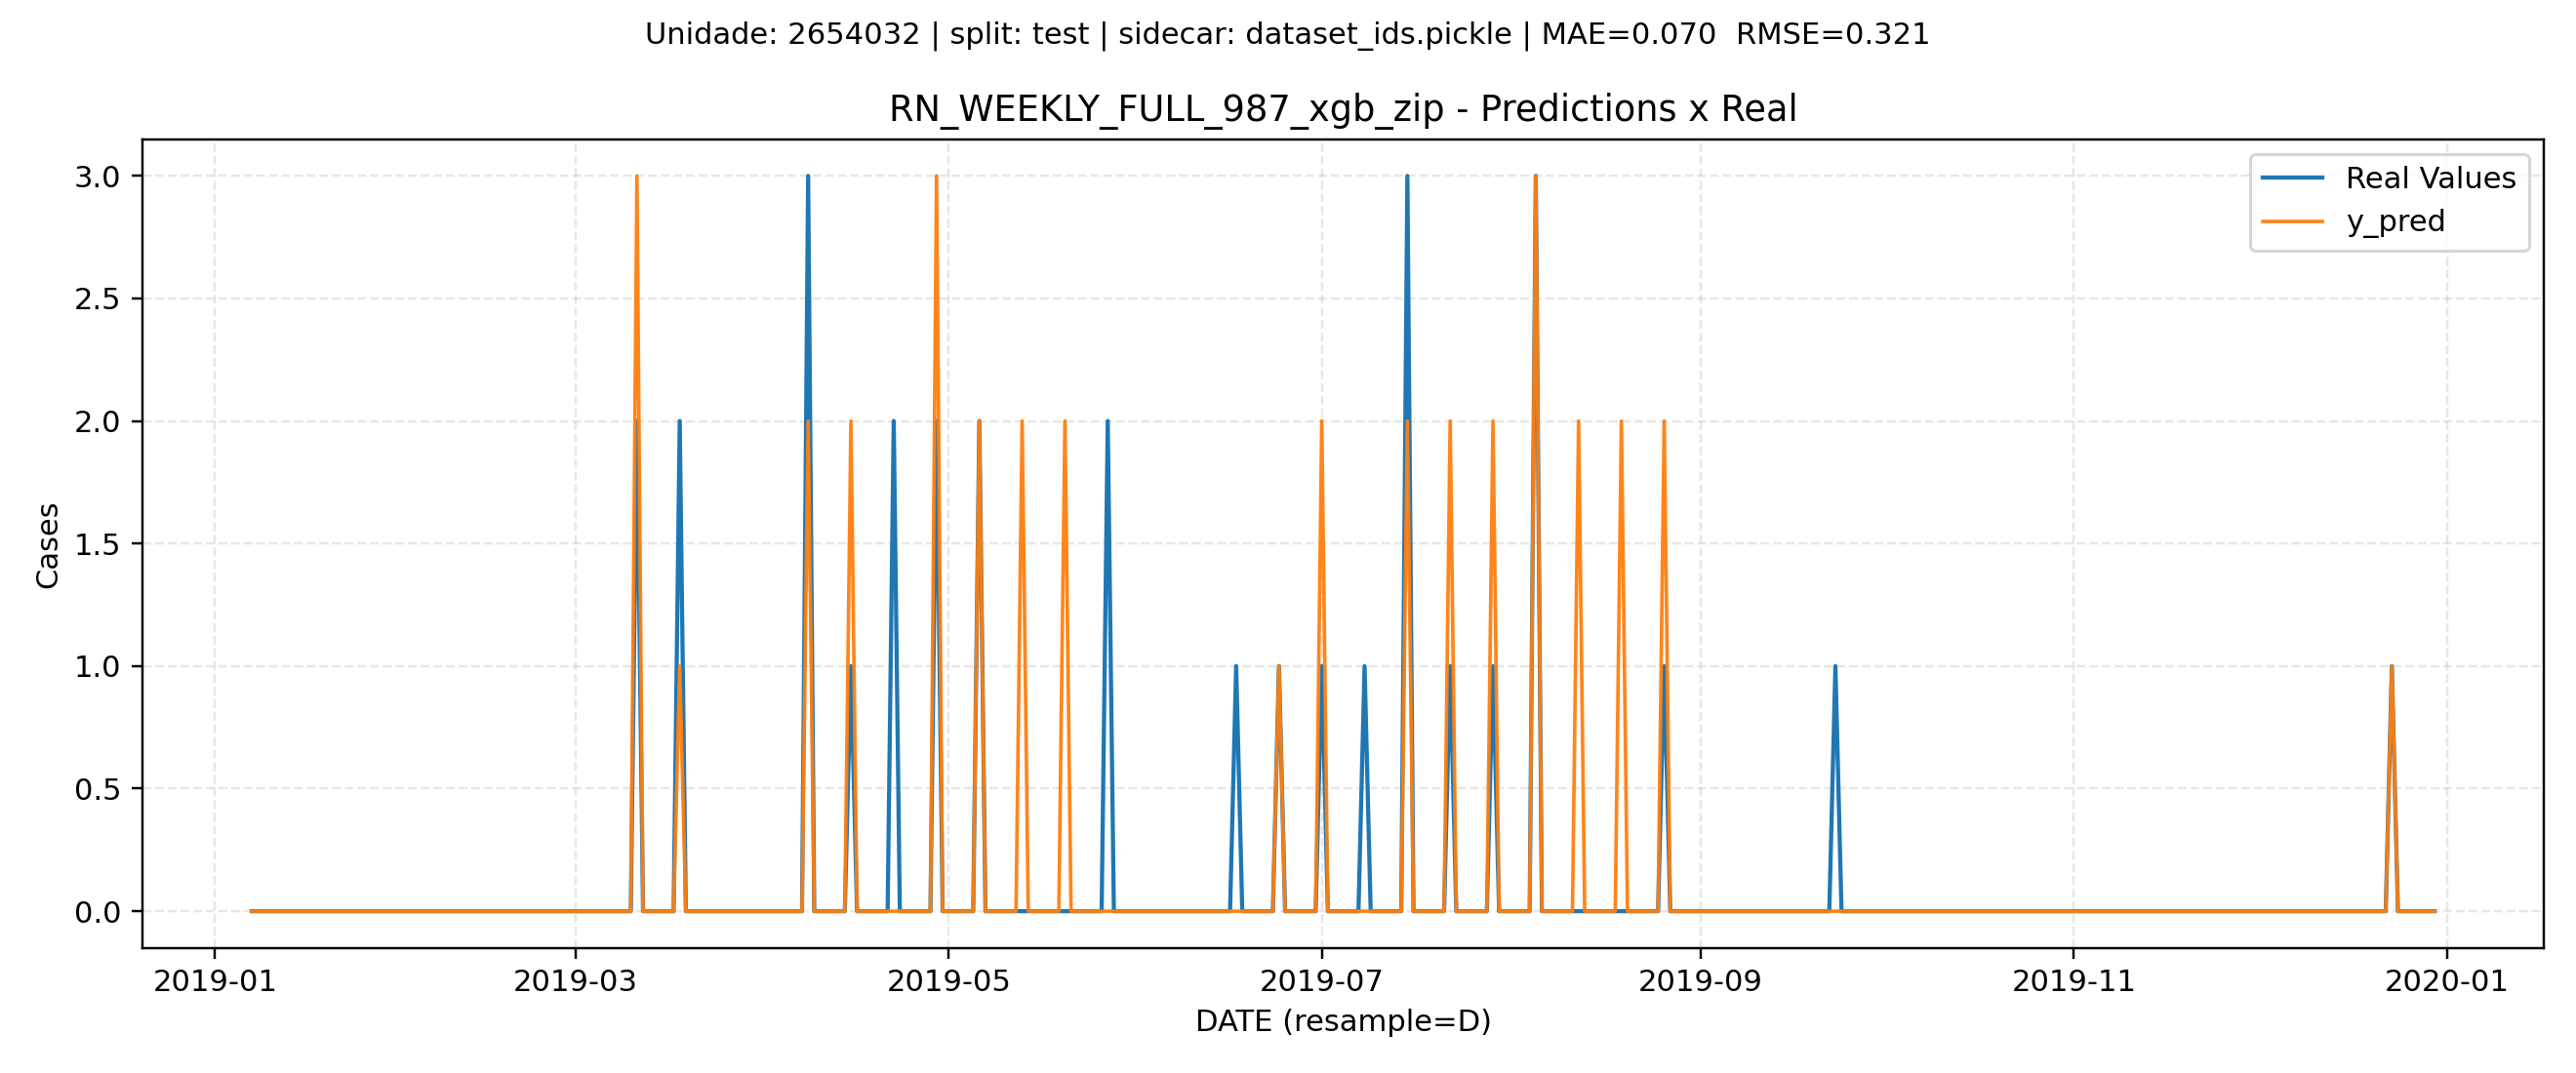 Unidade: 2654032 | split: test | sidecar: dataset_ids.pickle | MAE=0.070  RMSE=0.321
RN_WEEKLY_FULL_987_xgb_zip - Predictions x Real
Real Values
y_pred
3.0
2.5
2.0
1.5
1.0
0.5
0.0
Cases
2019-01 2019-03 2019-05 2019-07 2019-09 2019-11 2020-01
DATE (resample=D)